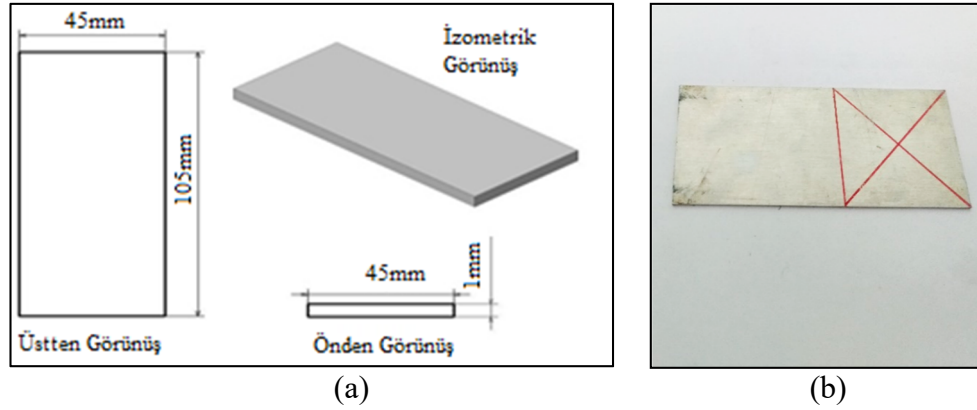 45mm
İzometrik
Görünüş
105mm
45mm
1mm
Üstten Görünüş
Önden Görünüş
(a)
(b)